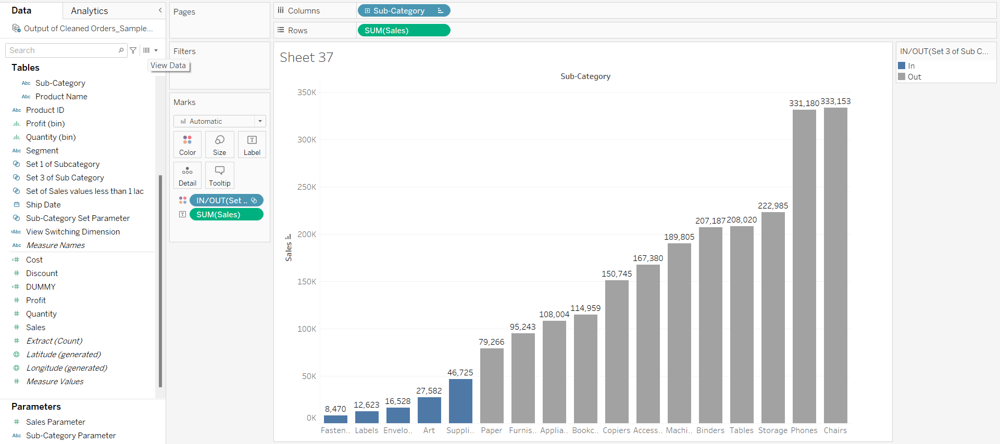 Data
Analytics
Output of Cleaned Orders_Sample...
Search
View Data
Tables
Abc Sub-Category
Abc Product Name
Abc Product ID
Profit (bin)
Quantity (bin)
Abc Segment
Set 1 of Subcategory
Set 3 of Sub Category
Set of Sales values less than 1 lac
Ship Date
Sub-Category Set Parameter
=Abc View Switching Dimension
Abc Measure Names
=# Cost
# Discount
=# DUMMY
# Profit
# Quantity
# Sales
# Extract (Count)
Latitude (generated)
Longitude (generated)
# Measure Values
Parameters
# Sales Parameter
Abc Sub-Category Parameter
Pages
Filters
Marks
Automatic
Color Size Label
Detail Tooltip
IN/OUT(Set ..
SUM(Sales)
Columns Sub-Category
Rows SUM(Sales)
Sheet 37
Sub-Category
Sales
350K
300K
250K
200K
150K
100K
50K
0K
8,470 12,623 16,528 27,582 46,725 79,266 95,243 108,004 114,959 150,745 167,380 189,805 207,187 208,020 222,985 331,180 333,153
Fasten.. Labels Envelo.. Art Suppli.. Paper Furnis.. Applia.. Bookc.. Copiers Access.. Machi.. Binders Tables Storage Phones Chairs
IN/OUT(Set 3 of Sub C...
In
Out